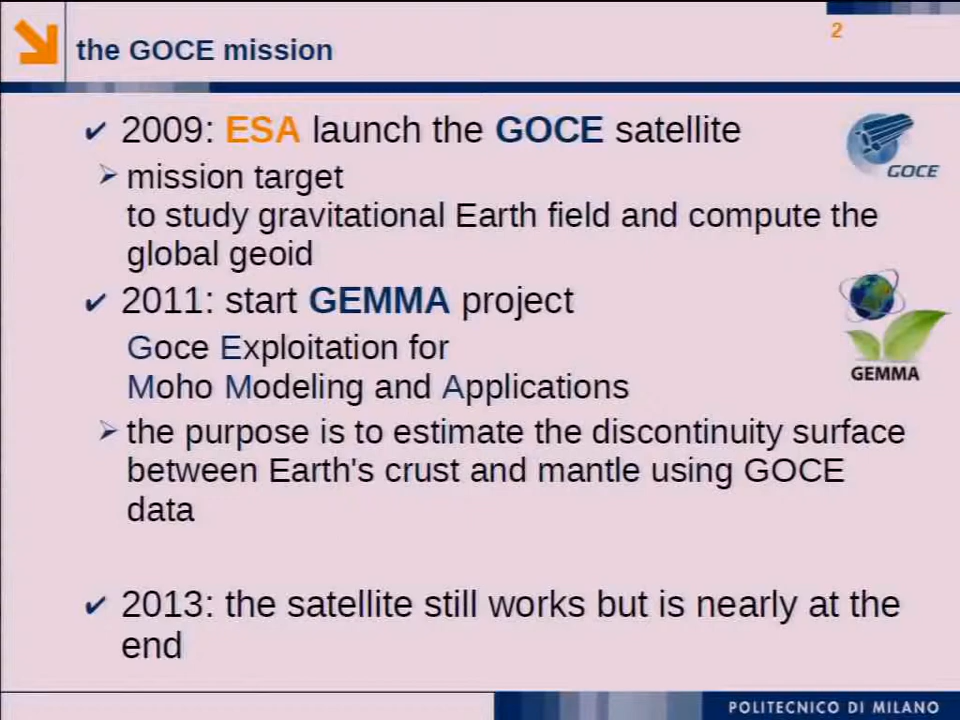 2
the GOCE mission
✔ 2009: ESA launch the GOCE satellite
GOCE
➢ mission target
to study gravitational Earth field and compute the
global geoid
✔ 2011: start GEMMA project
Goce Exploitation for
Moho Modeling and Applications
GEMMA
➢ the purpose is to estimate the discontinuity surface
between Earth's crust and mantle using GOCE
data
✔ 2013: the satellite still works but is nearly at the
end
POLITECNICO DI MILANO